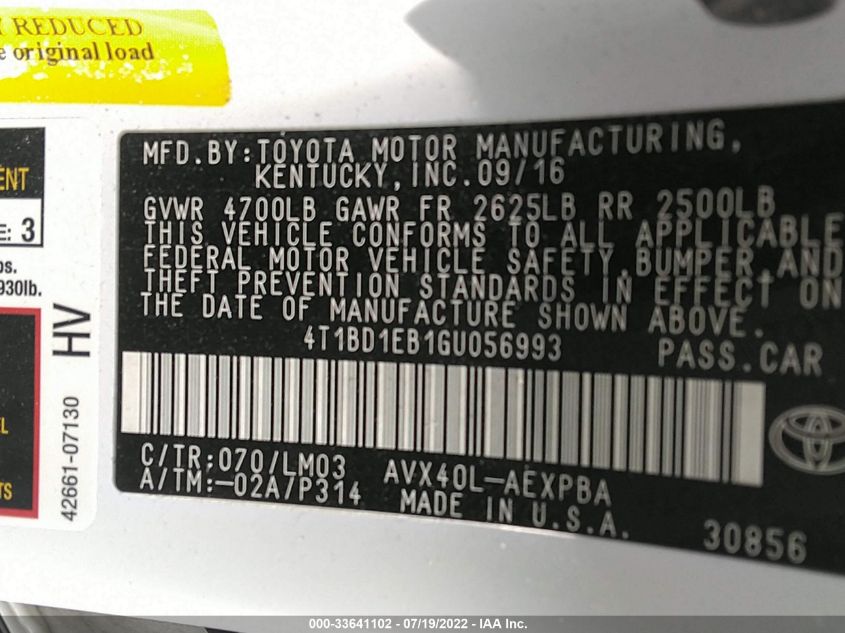 Y REDUCED
e original load
ENT
E: 3
os.
930lb.
HV
42661-07130
EL
TS
MFD.BY:TOYOTA MOTOR MANUFACTURING,
KENTUCKY,INC.09/16
GVWR 4700LB GAWR FR 2625LB RR 2500LB
THIS VEHICLE CONFORMS TO ALL APPLICABLE
FEDERAL MOTOR VEHICLE SAFETY,BUMPER,AND
THEFT PREVENTION STANDARDS IN EFFECT ON
THE DATE OF MANUFACTURE SHOWN ABOVE.
4T1BD1EB1GU056993 PASS.CAR
C/TR:070/LM03 AVX40L-AEXPBA
A/TM:-02A/P314 MADE IN U.S.A.
30856
000-33641102 - 07/19/2022 - IAA Inc.